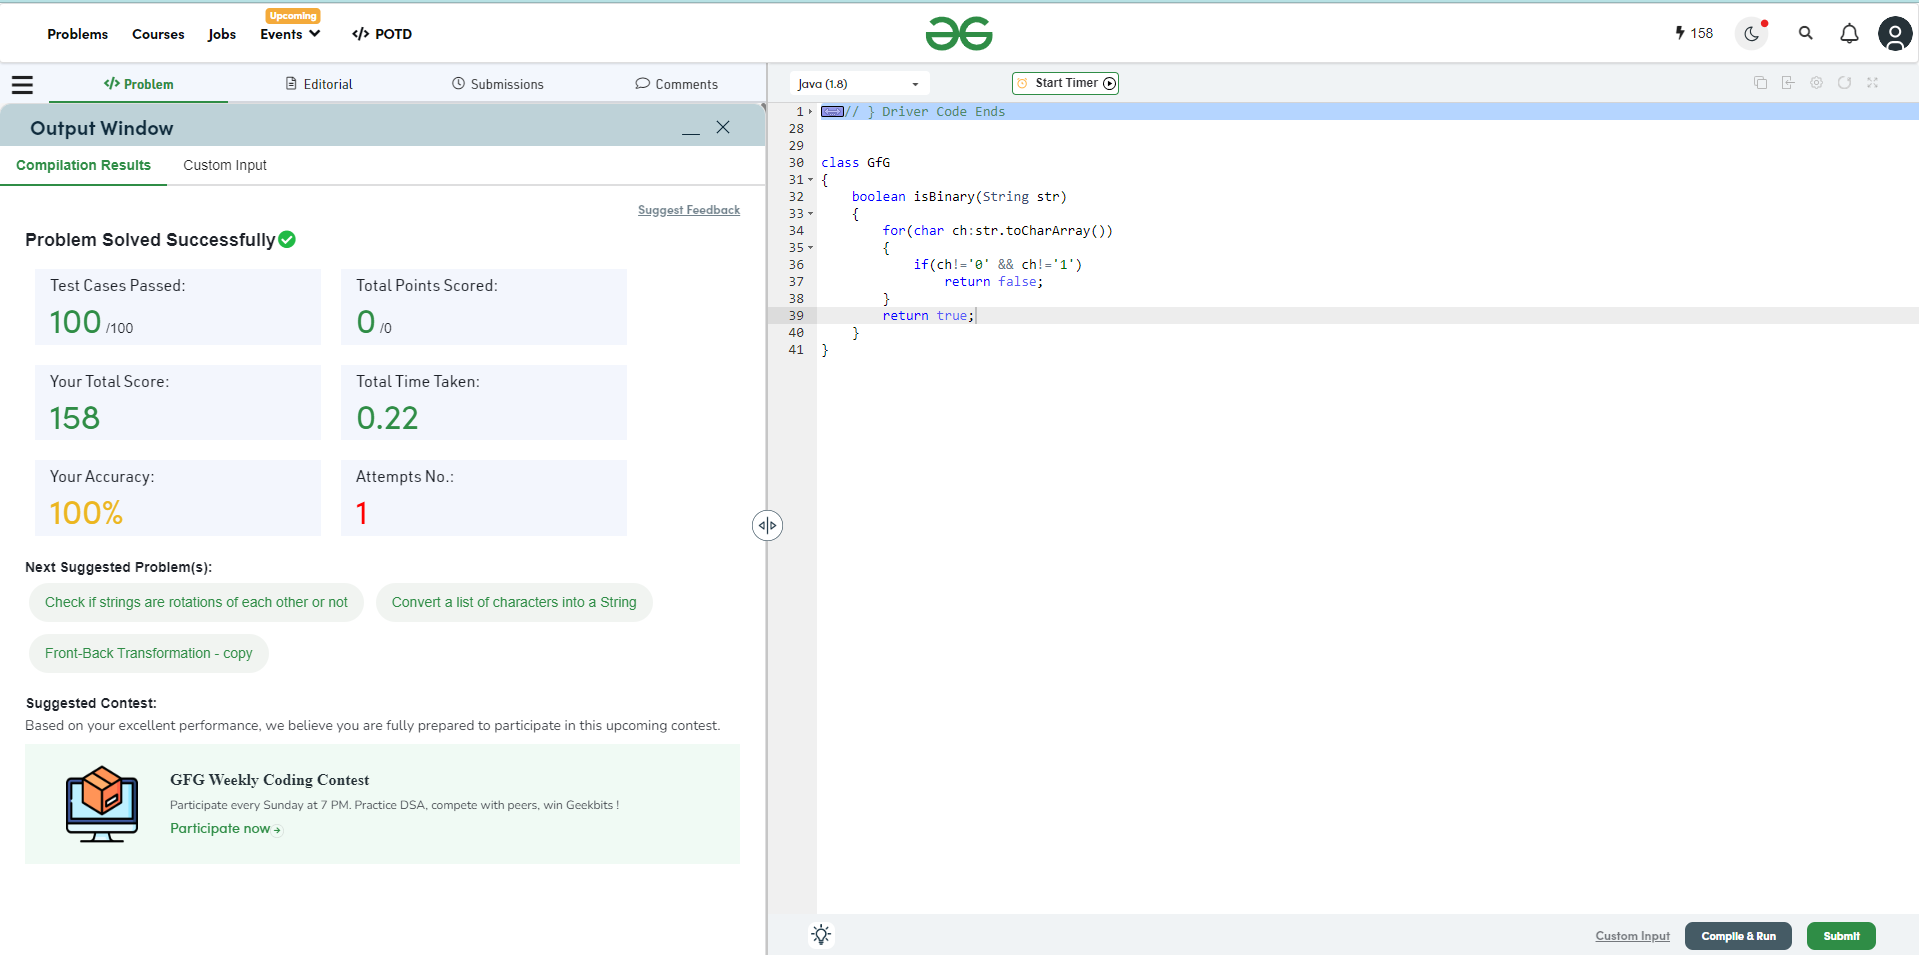 Problems Courses Jobs Upcoming Events POTD
158
Problem Editorial Submissions Comments
Output Window
Compilation Results Custom Input
Suggest Feedback
Problem Solved Successfully
Test Cases Passed:
100 /100
Total Points Scored:
0 /0
Your Total Score:
158
Total Time Taken:
0.22
Your Accuracy:
100%
Attempts No.:
1
Next Suggested Problem(s):
Check if strings are rotations of each other or not
Convert a list of characters into a String
Front-Back Transformation - copy
Suggested Contest:
Based on your excellent performance, we believe you are fully prepared to participate in this upcoming contest.
GFG Weekly Coding Contest
Participate every Sunday at 7 PM. Practice DSA, compete with peers, win Geekbits !
Participate now
Java (1.8)
Start Timer
1 // } Driver Code Ends
28
29
30 class GfG
31 {
32 boolean isBinary(String str)
33 {
34 for(char ch:str.toCharArray())
35 {
36 if(ch!='0' && ch!='1')
37 return false;
38 }
39 return true;
40 }
41 }
Custom Input
Compile & Run
Submit